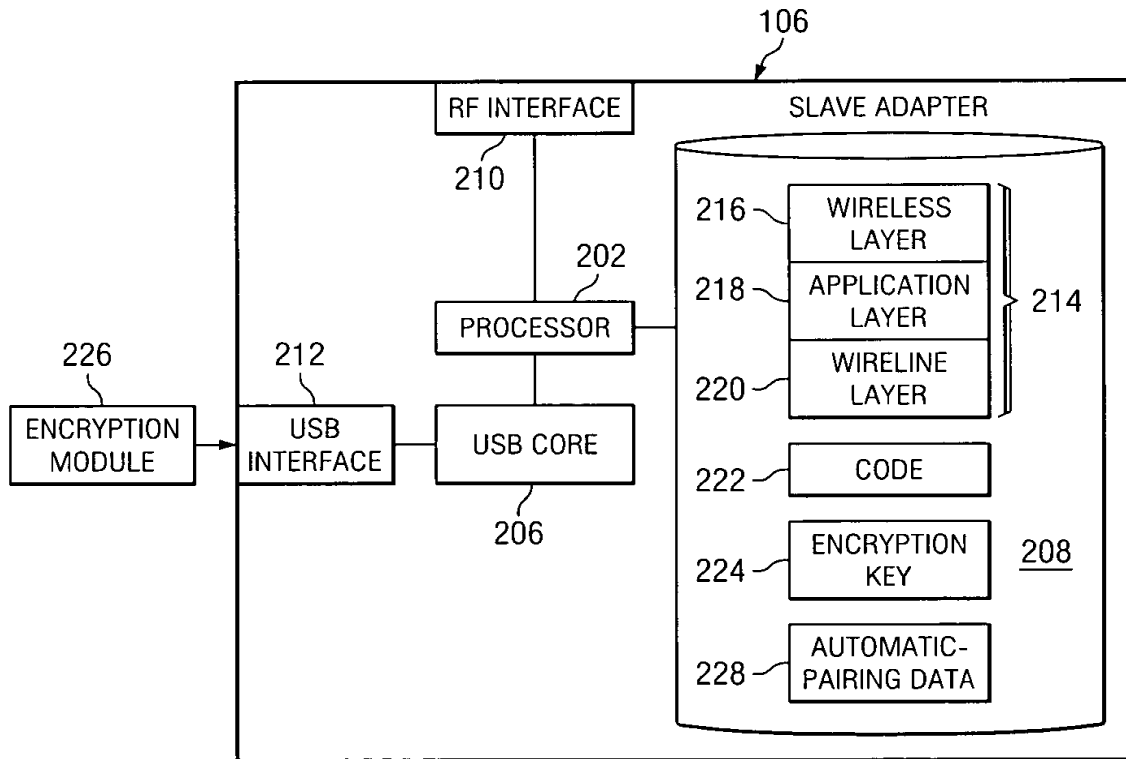 106
RF INTERFACE
210
SLAVE ADAPTER
216
WIRELESS
LAYER
218
APPLICATION
LAYER
214
220
WIRELINE
LAYER
202
PROCESSOR
226
ENCRYPTION
MODULE
212
USB
INTERFACE
USB CORE
206
222
CODE
224
ENCRYPTION
KEY
208
228
AUTOMATIC-
PAIRING DATA